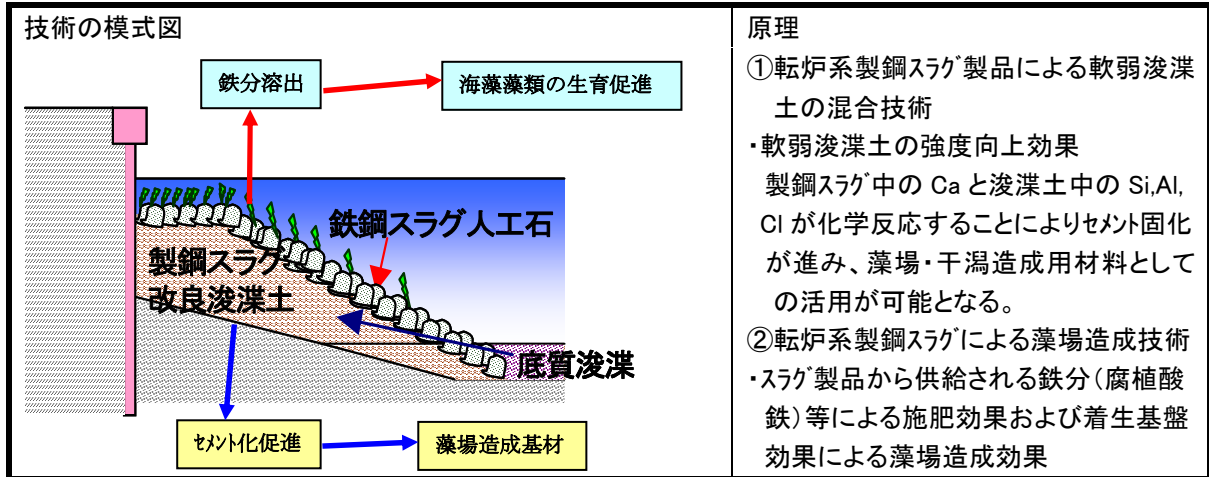 技術の模式図
鉄分溶出
海藻藻類の生育促進
鉄鋼スラグ人工石
製鋼スラグ
改良浚渫土
底質浚渫
ｾﾒﾝﾄ化促進
藻場造成基材
原理
①転炉系製鋼ｽﾗｸﾞ製品による軟弱浚渫
土の混合技術
・軟弱浚渫土の強度向上効果
製鋼ｽﾗｸﾞ中の Ca と浚渫土中の Si,Al,
Cl が化学反応することによりｾﾒﾝﾄ固化
が進み、藻場・干潟造成用材料として
の活用が可能となる。
②転炉系製鋼ｽﾗｸﾞによる藻場造成技術
・ｽﾗｸﾞ製品から供給される鉄分（腐植酸
鉄）等による施肥効果および着生基盤
効果による藻場造成効果